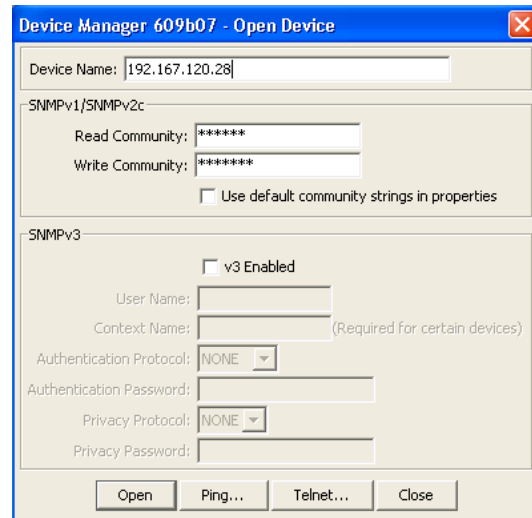 Device Manager 609b07 - Open Device
Device Name: 192.167.120.28
SNMPv1/SNMPv2c
Read Community: ******
Write Community: *******
Use default community strings in properties
SNMPv3
v3 Enabled
User Name:
Context Name: (Required for certain devices)
Authentication Protocol: NONE
Authentication Password:
Privacy Protocol: NONE
Privacy Password:
Open Ping... Telnet... Close